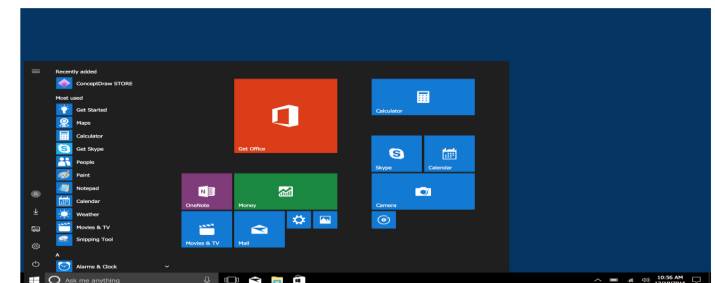 Recently added
ConceptDraw STORE
Most used
Get Started
Maps
Calculator
Get Skype
People
Paint
Notepad
Calendar
Weather
Movies & TV
Snipping Tool
A
Alarms & Clock
Get Office
Calculator
Skype
Calendar
OneNote
Money
Camera
Movies & TV
Mail
Ask me anything
10:56 AM